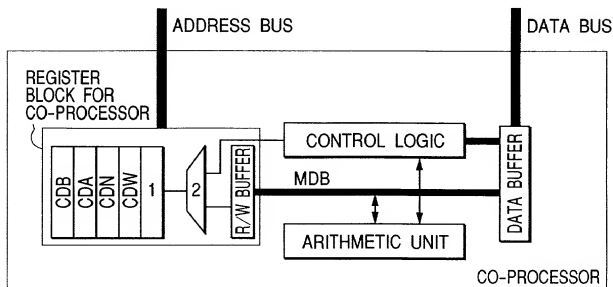 ADDRESS BUS
DATA BUS
REGISTER
BLOCK FOR
CO-PROCESSOR
CDB
CDA
CDN
CDW
1
2
R/W BUFFER
CONTROL LOGIC
MDB
ARITHMETIC UNIT
DATA BUFFER
CO-PROCESSOR